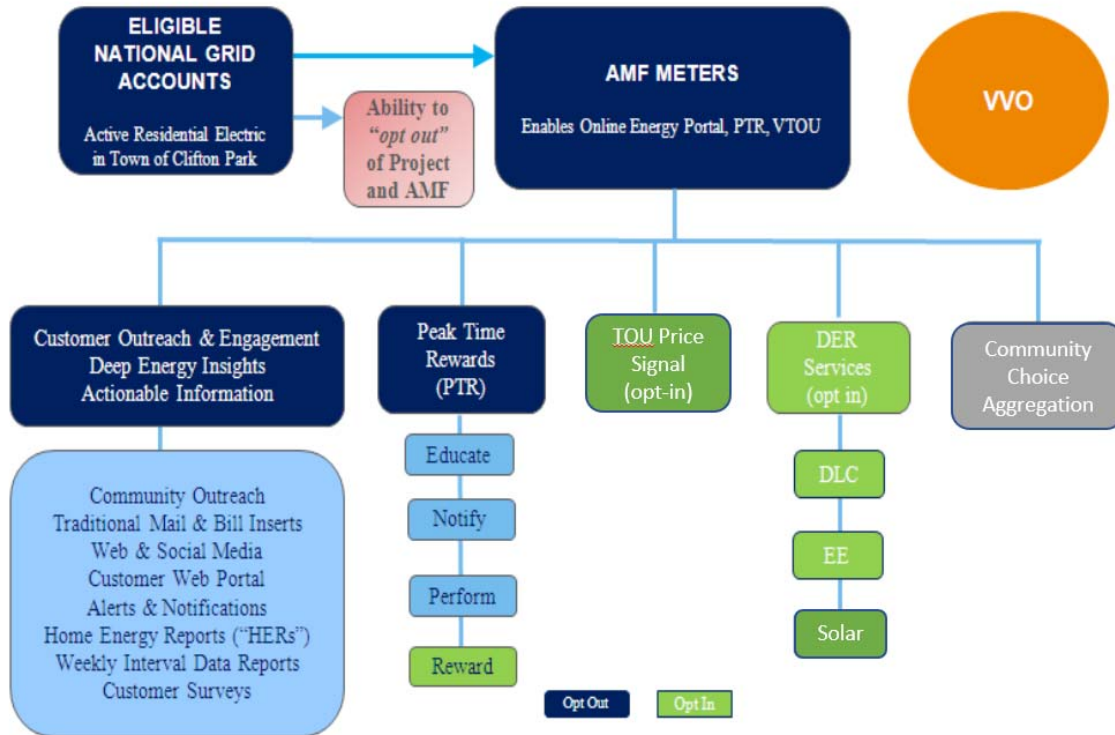 ELIGIBLE
NATIONAL GRID
ACCOUNTS
Active Residential Electric
in Town of Clifton Park
Ability to
“opt out”
of Project
and AMF
AMF METERS
Enables Online Energy Portal, PTR, VTOU
VVO
Customer Outreach & Engagement
Deep Energy Insights
Actionable Information
Community Outreach
Traditional Mail & Bill Inserts
Web & Social Media
Customer Web Portal
Alerts & Notifications
Home Energy Reports (“HERs”)
Weekly Interval Data Reports
Customer Surveys
Peak Time
Rewards
(PTR)
Educate
Notify
Perform
Reward
TOU Price
Signal
(opt-in)
DER
Services
(opt in)
DLC
EE
Solar
Community
Choice
Aggregation
Opt Out
Opt In